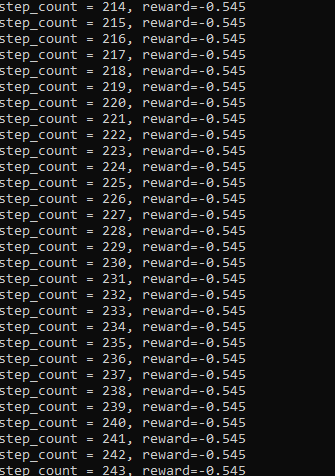 step_count = 214, reward=-0.545
step_count = 215, reward=-0.545
step_count = 216, reward=-0.545
step_count = 217, reward=-0.545
step_count = 218, reward=-0.545
step_count = 219, reward=-0.545
step_count = 220, reward=-0.545
step_count = 221, reward=-0.545
step_count = 222, reward=-0.545
step_count = 223, reward=-0.545
step_count = 224, reward=-0.545
step_count = 225, reward=-0.545
step_count = 226, reward=-0.545
step_count = 227, reward=-0.545
step_count = 228, reward=-0.545
step_count = 229, reward=-0.545
step_count = 230, reward=-0.545
step_count = 231, reward=-0.545
step_count = 232, reward=-0.545
step_count = 233, reward=-0.545
step_count = 234, reward=-0.545
step_count = 235, reward=-0.545
step_count = 236, reward=-0.545
step_count = 237, reward=-0.545
step_count = 238, reward=-0.545
step_count = 239, reward=-0.545
step_count = 240, reward=-0.545
step_count = 241, reward=-0.545
step_count = 242, reward=-0.545
step_count = 243, reward=-0.545